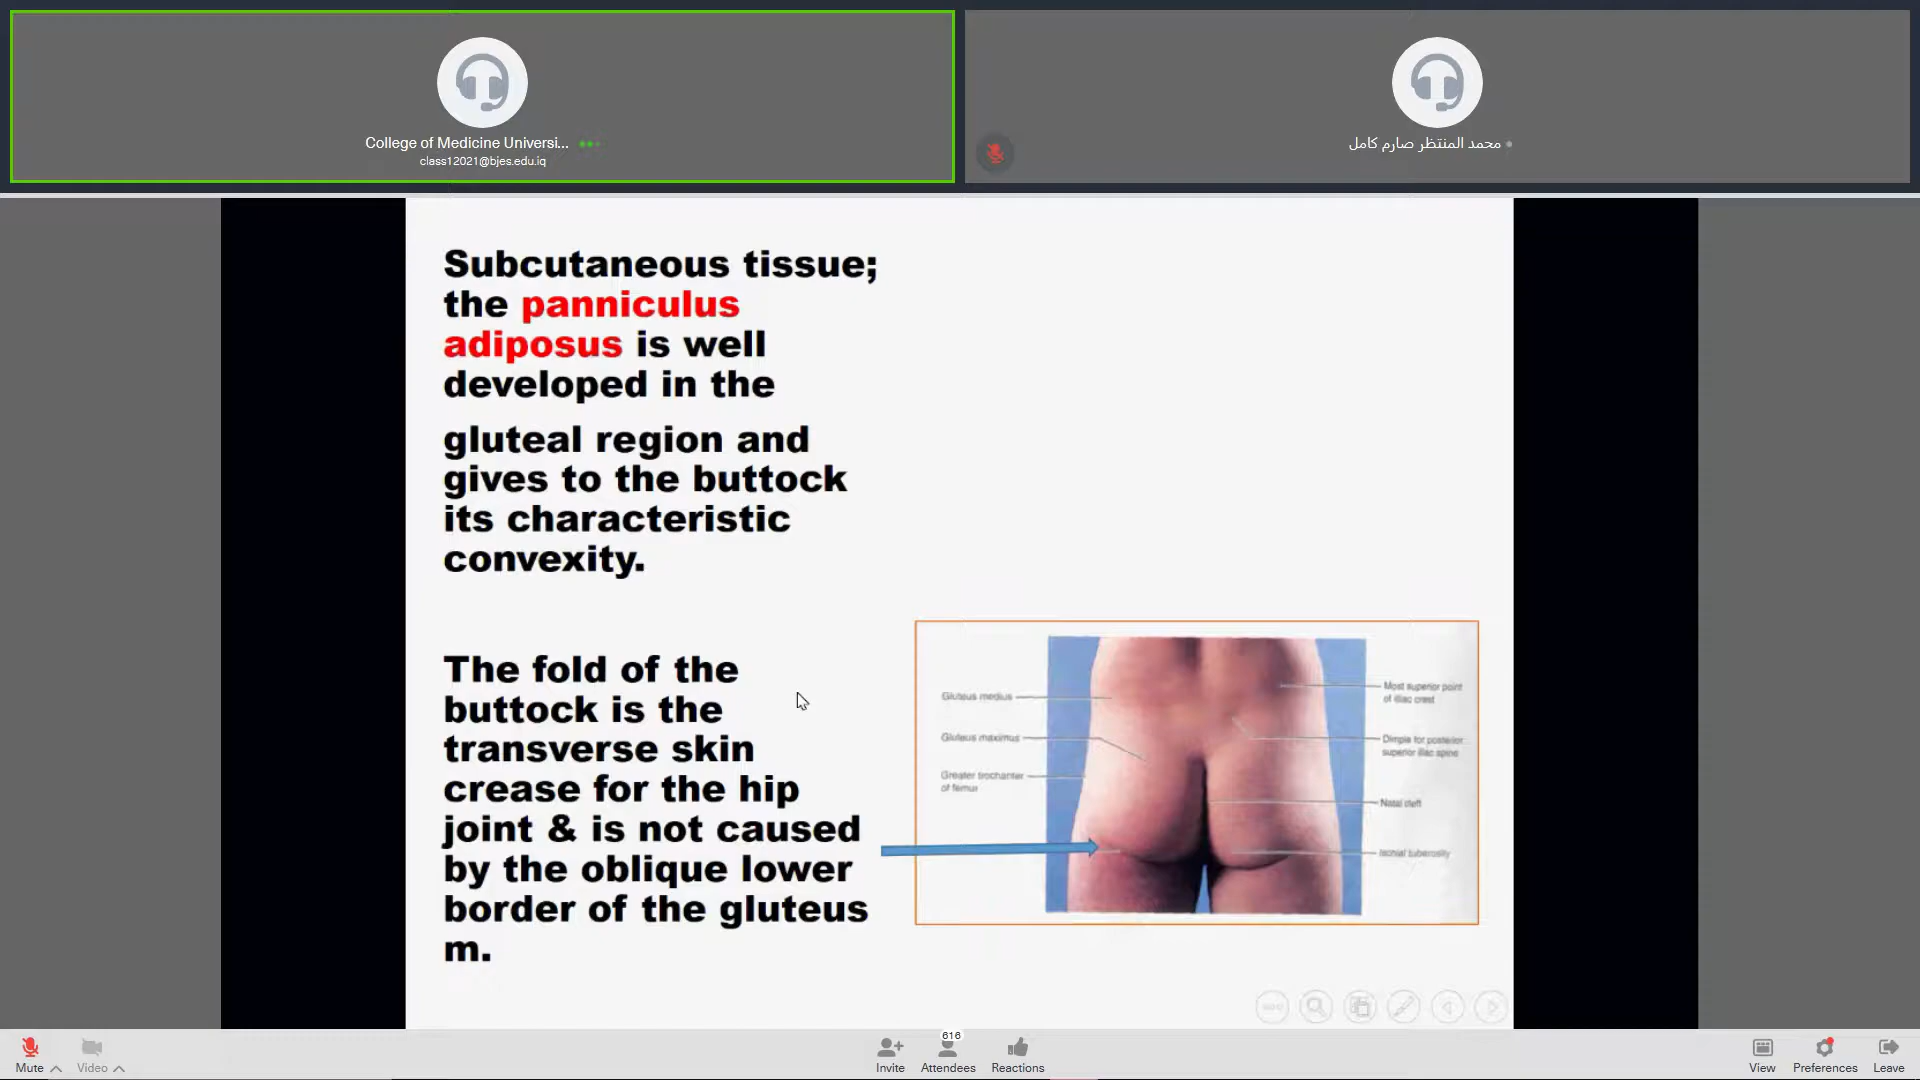 College of Medicine Universi...
class12021@bjes.edu.iq
محمد المنتظر صارم كامل
Subcutaneous tissue;
the panniculus
adiposus is well
developed in the
gluteal region and
gives to the buttock
its characteristic
convexity.
The fold of the
buttock is the
transverse skin
crease for the hip
joint & is not caused
by the oblique lower
border of the gluteus
m.
Gluteus medius
Gluteus maximus
Greater trochanter
of femur
Most superior point
of iliac crest
Dimple for posterior
superior iliac spine
Natal cleft
Ischial tuberosity
Mute
Video
Invite
616
Attendees
Reactions
View
Preferences
Leave